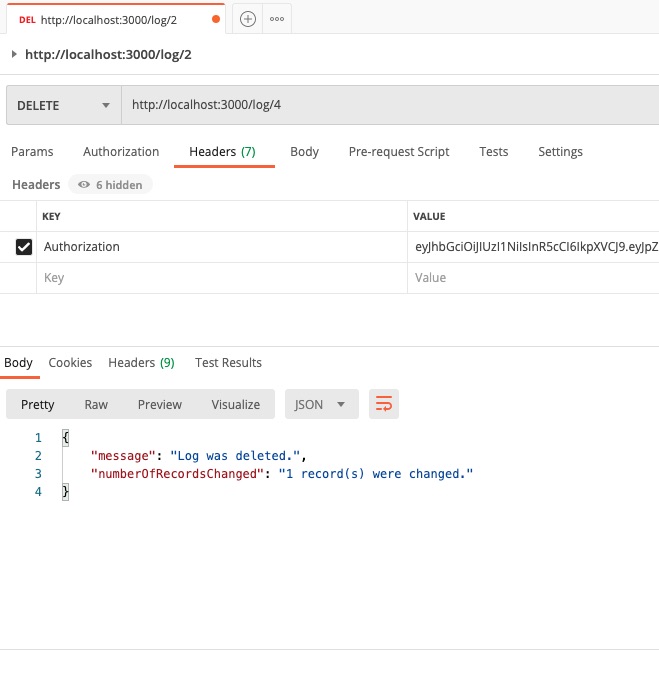 DEL http://localhost:3000/log/2
http://localhost:3000/log/2
DELETE http://localhost:3000/log/4
Params Authorization Headers (7) Body Pre-request Script Tests Settings
Headers 6 hidden
KEY VALUE
Authorization eyJhbGciOiJIUzI1NiIsInR5cCI6IkpXVCJ9.eyJpZ
Key Value
Body Cookies Headers (9) Test Results
Pretty Raw Preview Visualize JSON
1 {
2 "message": "Log was deleted.",
3 "numberOfRecordsChanged": "1 record(s) were changed."
4 }